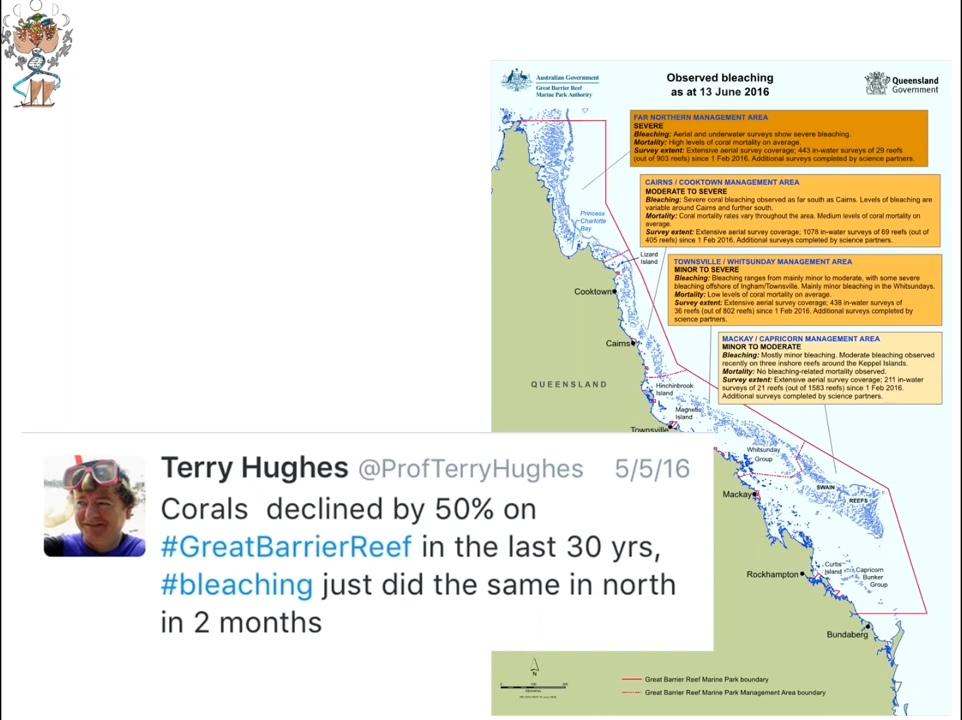 Australian Government
Great Barrier Reef
Marine Park Authority
Observed bleaching
as at 13 June 2016
Queensland
Government
FAR NORTHERN MANAGEMENT AREA
SEVERE
Bleaching: Aerial and underwater surveys show severe bleaching.
Mortality: High levels of coral mortality on average.
Survey extent: Extensive aerial survey coverage; 443 in-water surveys of 29 reefs
(out of 903 reefs) since 1 Feb 2016. Additional surveys completed by science partners.
CAIRNS / COOKTOWN MANAGEMENT AREA
MODERATE TO SEVERE
Bleaching: Severe coral bleaching observed as far south as Cairns. Levels of bleaching are
variable around Cairns and further south.
Mortality: Coral mortality rates vary throughout the area. Medium levels of coral mortality on
average.
Survey extent: Extensive aerial survey coverage; 1078 in-water surveys of 69 reefs (out of
405 reefs) since 1 Feb 2016. Additional surveys completed by science partners.
TOWNSVILLE / WHITSUNDAY MANAGEMENT AREA
MINOR TO SEVERE
Bleaching: Bleaching ranges from mainly minor to moderate, with some severe
bleaching offshore of Ingham/Townsville. Mainly minor bleaching in the Whitsundays.
Mortality: Low levels of coral mortality on average.
Survey extent: Extensive aerial survey coverage; 438 in-water surveys of
36 reefs (out of 802 reefs) since 1 Feb 2016. Additional surveys completed by
science partners.
MACKAY / CAPRICORN MANAGEMENT AREA
MINOR TO MODERATE
Bleaching: Mostly minor bleaching. Moderate bleaching observed
recently on three inshore reefs around the Keppel Islands.
Mortality: No bleaching-related mortality observed.
Survey extent: Extensive aerial survey coverage; 211 in-water
surveys of 21 reefs (out of 1583 reefs) since 1 Feb 2016.
Additional surveys completed by science partners.
Princess
Charlotte
Bay
Lizard
Island
Cooktown
Cairns
QUEENSLAND
Hinchinbrook
Island
Magnetic
Island
Townsville
Whitsunday
Group
Mackay
SWAIN
REEFS
Rockhampton
Curtis
Island
Capricorn
Bunker
Group
Bundaberg
Terry Hughes @ProfTerryHughes 5/5/16
Corals declined by 50% on
#GreatBarrierReef in the last 30 yrs,
#bleaching just did the same in north
in 2 months
N
Great Barrier Reef Marine Park boundary
Great Barrier Reef Marine Park Management Area boundary